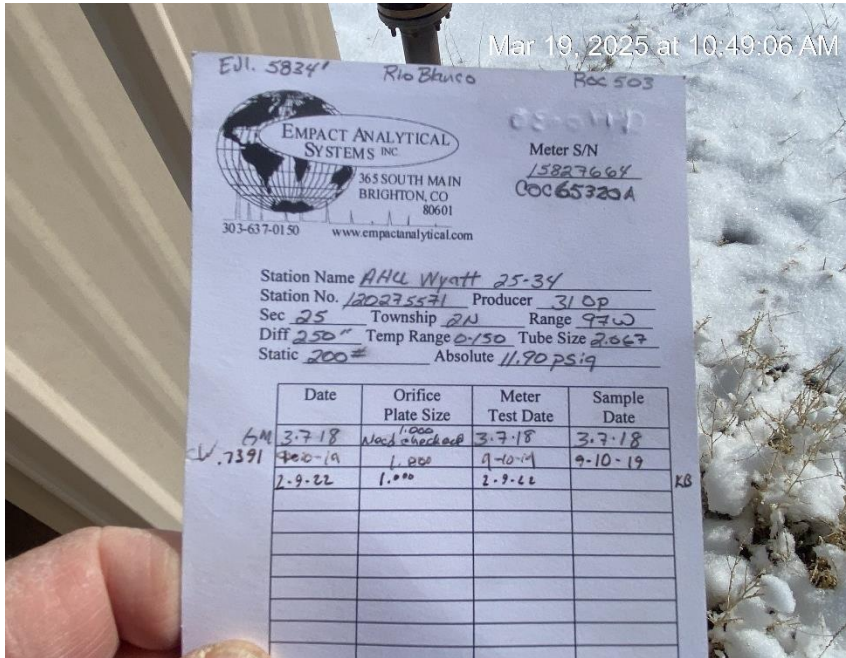 Mar 19, 2025 at 10:49:06 AM
EJl. 5834' Rio Blanco ROC 503
EMPACT ANALYTICAL
SYSTEMS INC
365 SOUTH MAIN
BRIGHTON, CO
80601
303-637-0150 www.empactanalytical.com
Meter S/N
15827664
COC65320A
Station Name AHU Wyatt 25-34
Station No. 120275571 Producer 31 OP
Sec 25 Township 2N Range 97W
Diff 250" Temp Range 0-150 Tube Size 2.067
Static 200# Absolute 11.90 psig
Date Orifice Plate Size Meter Test Date Sample Date
GM 3.7.18 1.000 3.7.18 3.7.18
CW .7391 1.000 9-10-19 9-10-19
2-9-22 1.000 2-9-22 KB